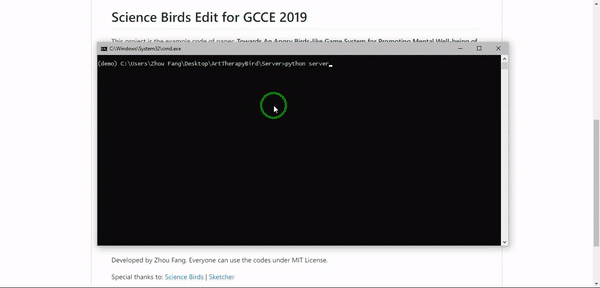 Science Birds Edit for GCCE 2019
This project is the example code of paper: Towards An Angry Birds-like Game System for Promoting Mental Well-being of
C:\Windows\System32\cmd.exe
(demo) C:\Users\Zhou Fang\Desktop\ArtTherapyBird\Server>python server
Developed by Zhou Fang. Everyone can use the codes under MIT License.
Special thanks to: Science Birds | Sketcher